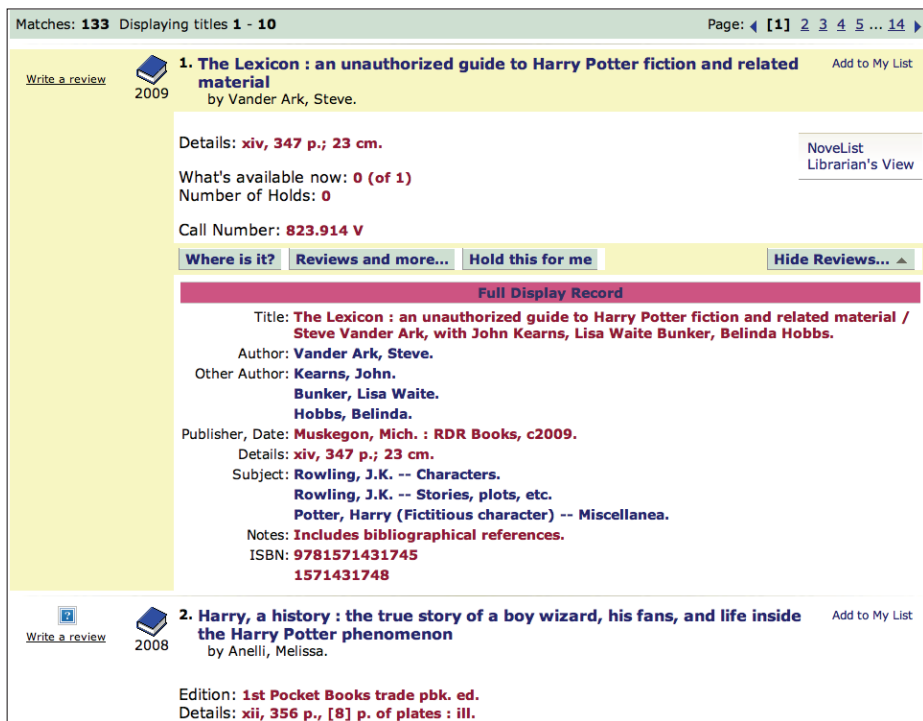 Matches: 133 Displaying titles 1 - 10
Page: [1] 2 3 4 5 ... 14
Write a review
2009
1. The Lexicon : an unauthorized guide to Harry Potter fiction and related
material
by Vander Ark, Steve.
Add to My List
Details: xiv, 347 p.; 23 cm.
NoveList
Librarian's View
What's available now: 0 (of 1)
Number of Holds: 0
Call Number: 823.914 V
Where is it? Reviews and more... Hold this for me Hide Reviews...
Full Display Record
Title: The Lexicon : an unauthorized guide to Harry Potter fiction and related material /
Steve Vander Ark, with John Kearns, Lisa Waite Bunker, Belinda Hobbs.
Author: Vander Ark, Steve.
Other Author: Kearns, John.
Bunker, Lisa Waite.
Hobbs, Belinda.
Publisher, Date: Muskegon, Mich. : RDR Books, c2009.
Details: xiv, 347 p.; 23 cm.
Subject: Rowling, J.K. -- Characters.
Rowling, J.K. -- Stories, plots, etc.
Potter, Harry (Fictitious character) -- Miscellanea.
Notes: Includes bibliographical references.
ISBN: 9781571431745
1571431748
?
Write a review
2008
2. Harry, a history : the true story of a boy wizard, his fans, and life inside
the Harry Potter phenomenon
by Anelli, Melissa.
Add to My List
Edition: 1st Pocket Books trade pbk. ed.
Details: xii, 356 p., [8] p. of plates : ill.